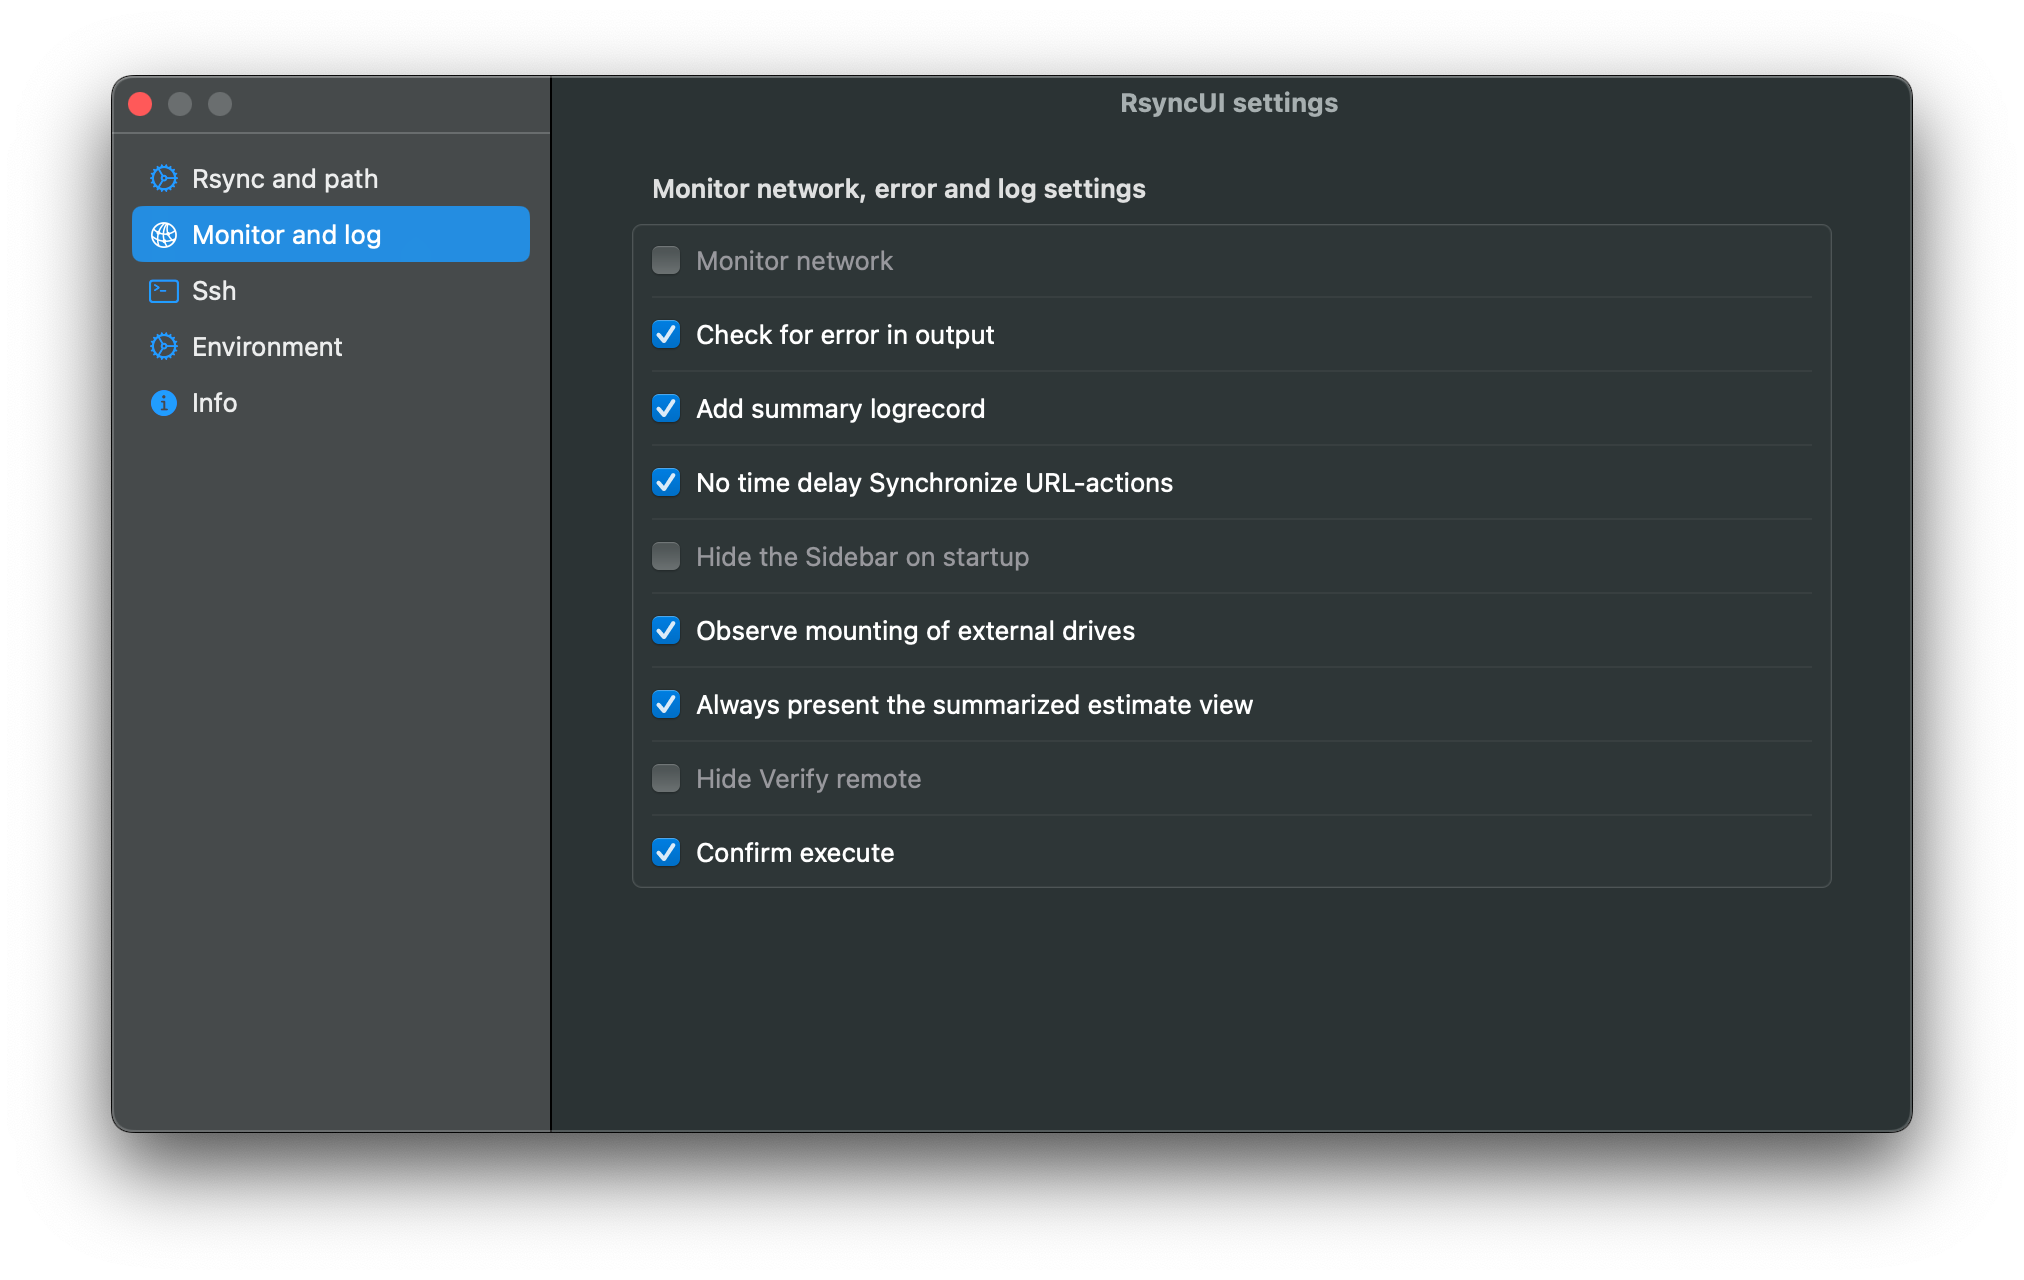 RsyncUI settings
Rsync and path
Monitor and log
Ssh
Environment
Info
Monitor network, error and log settings
Monitor network
Check for error in output
Add summary logrecord
No time delay Synchronize URL-actions
Hide the Sidebar on startup
Observe mounting of external drives
Always present the summarized estimate view
Hide Verify remote
Confirm execute